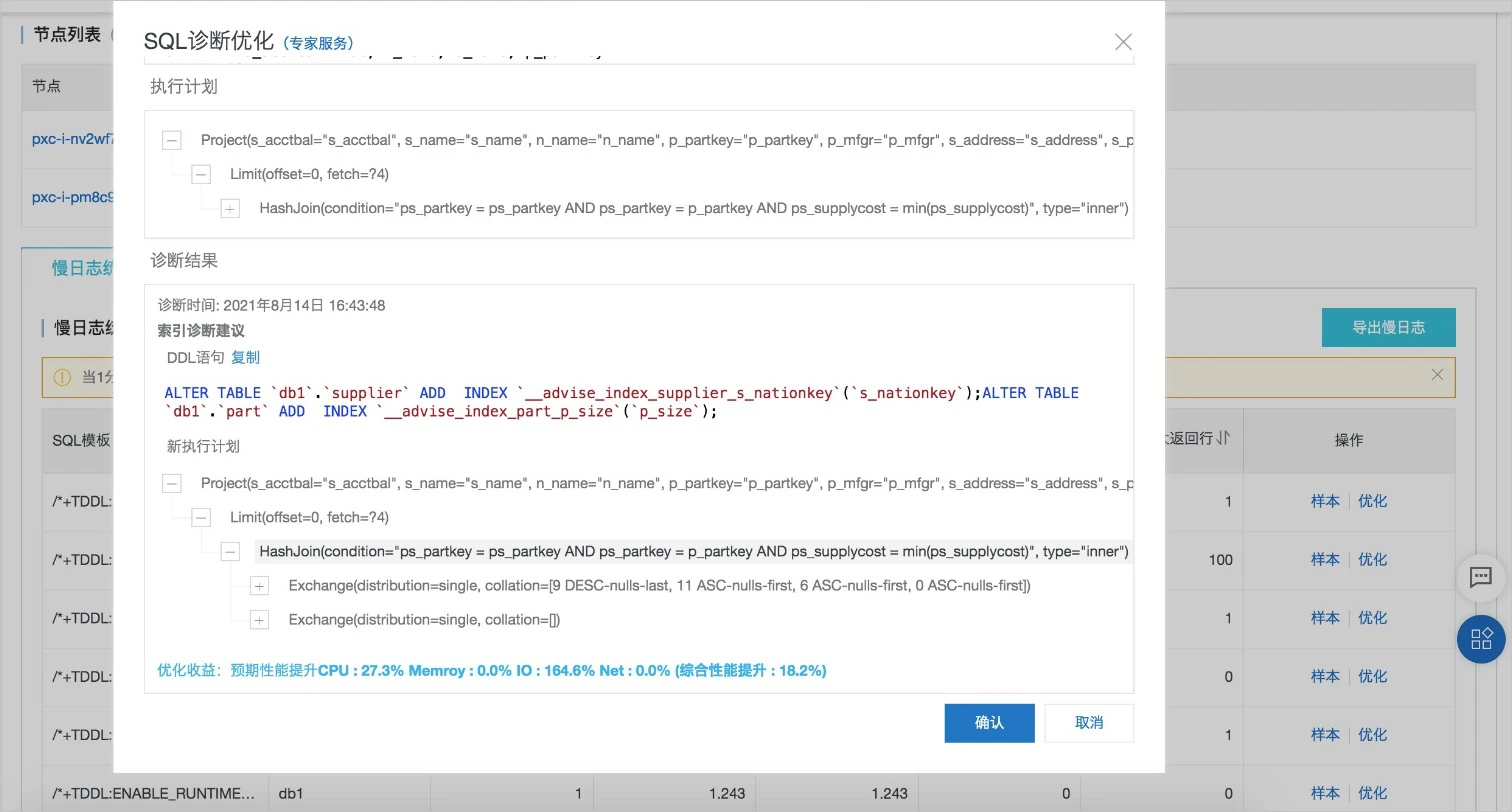 节点列表
SQL诊断优化 (专家服务)
执行计划
节点
Project(s_acctbal="s_acctbal", s_name="s_name", n_name="n_name", p_partkey="p_partkey", p_mfgr="p_mfgr", s_address="s_address", s_p
pxc-i-nv2wf7
Limit(offset=0, fetch=?4)
pxc-i-pm8c9
HashJoin(condition="ps_partkey = ps_partkey AND ps_partkey = p_partkey AND ps_supplycost = min(ps_supplycost)", type="inner")
诊断结果
慢日志统
诊断时间: 2021年8月14日 16:43:48
慢日志统
索引诊断建议
导出慢日志
DDL语句 复制
当1分
ALTER TABLE `db1`.`supplier` ADD  INDEX `__advise_index_supplier_s_nationkey`(`s_nationkey`);ALTER TABLE
`db1`.`part` ADD  INDEX `__advise_index_part_p_size`(`p_size`);
SQL模板
新执行计划
返回行
操作
Project(s_acctbal="s_acctbal", s_name="s_name", n_name="n_name", p_partkey="p_partkey", p_mfgr="p_mfgr", s_address="s_address", s_p
/*+TDDL: 1 样本 优化
Limit(offset=0, fetch=?4)
HashJoin(condition="ps_partkey = ps_partkey AND ps_partkey = p_partkey AND ps_supplycost = min(ps_supplycost)", type="inner")
/*+TDDL: 100 样本 优化
Exchange(distribution=single, collation=[9 DESC-nulls-last, 11 ASC-nulls-first, 6 ASC-nulls-first, 0 ASC-nulls-first])
/*+TDDL: 1 样本 优化
Exchange(distribution=single, collation=[])
优化收益：预期性能提升CPU : 27.3% Memroy : 0.0% IO : 164.6% Net : 0.0% (综合性能提升 : 18.2%)
/*+TDDL: 0 样本 优化
确认 取消
/*+TDDL: 1 样本 优化
/*+TDDL:ENABLE_RUNTIME... db1 1 1.243 1.243 0 0 样本 优化